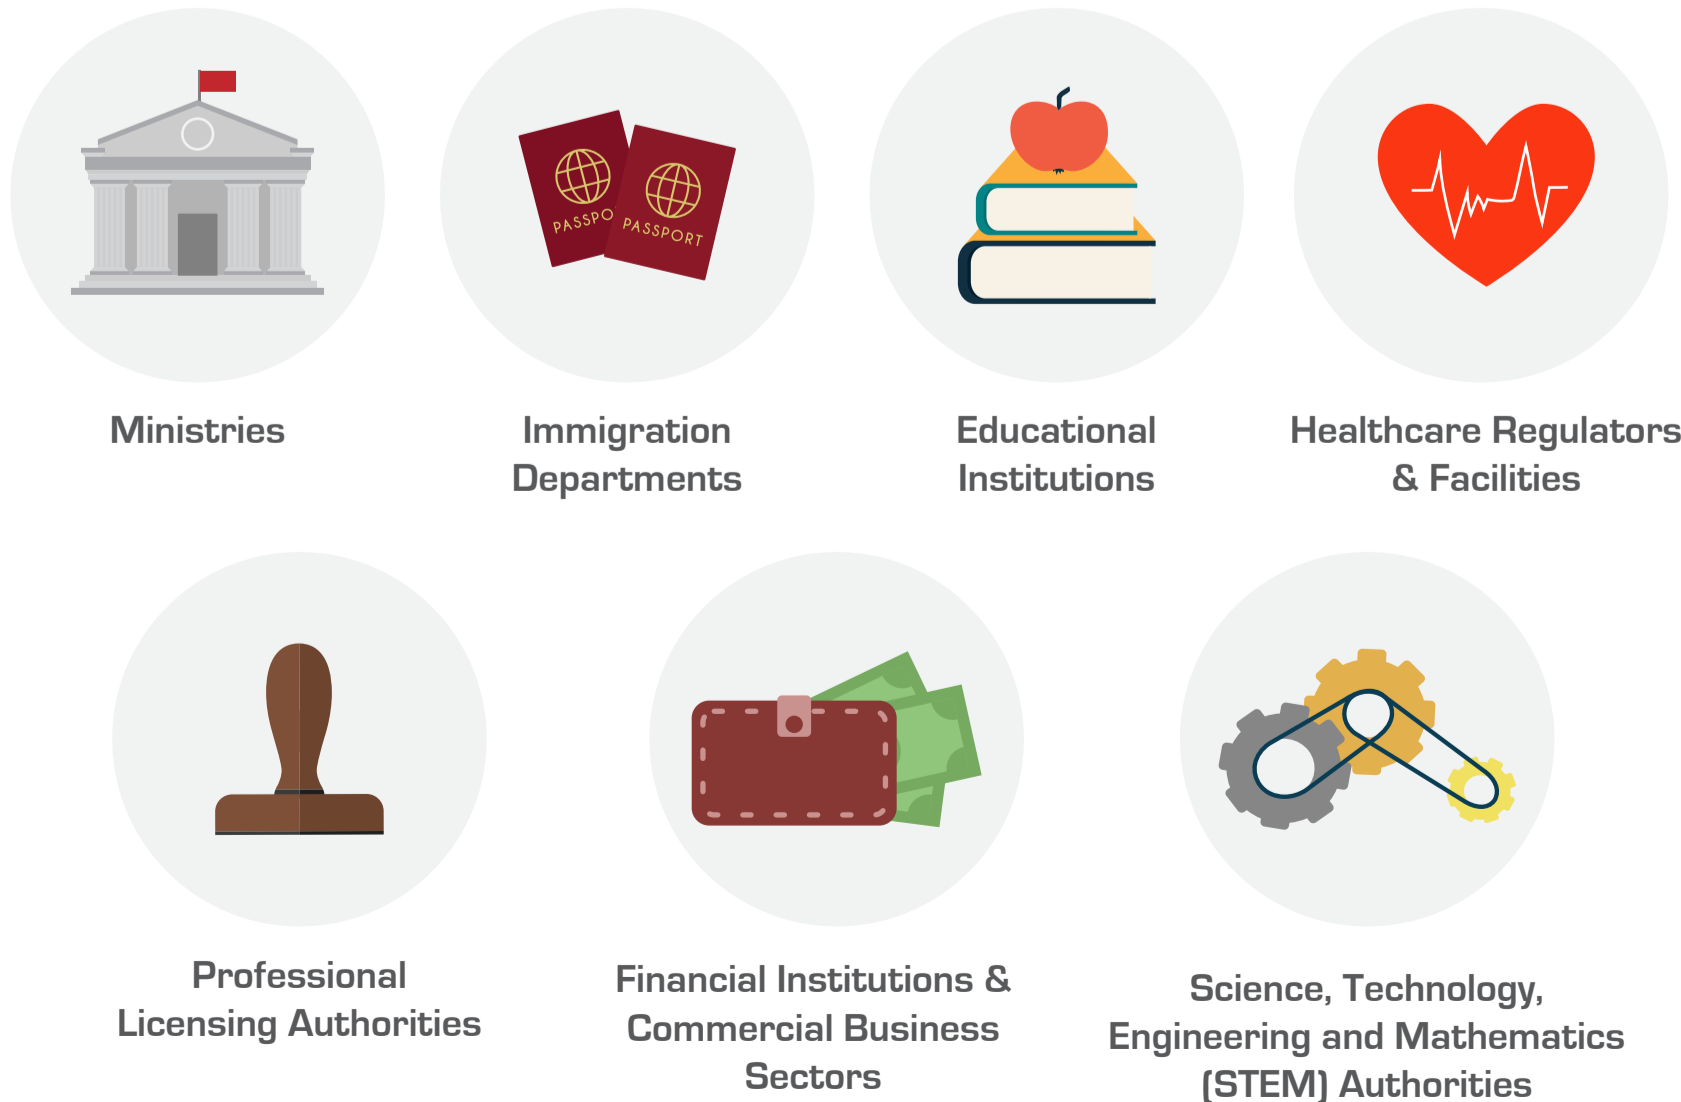 PASSPO
PASSPORT
Ministries
Immigration
Departments
Educational
Institutions
Healthcare Regulators
& Facilities
Professional
Licensing Authorities
Financial Institutions &
Commercial Business
Sectors
Science, Technology,
Engineering and Mathematics
(STEM) Authorities